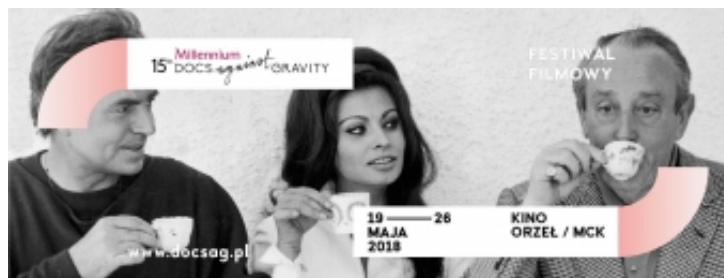 Millennium
15TH DOCS against GRAVITY
FESTIWAL
FILMOWY
19 — 26
MAJA
2018
KINO
ORZEŁ / MCK
www.docsag.pl